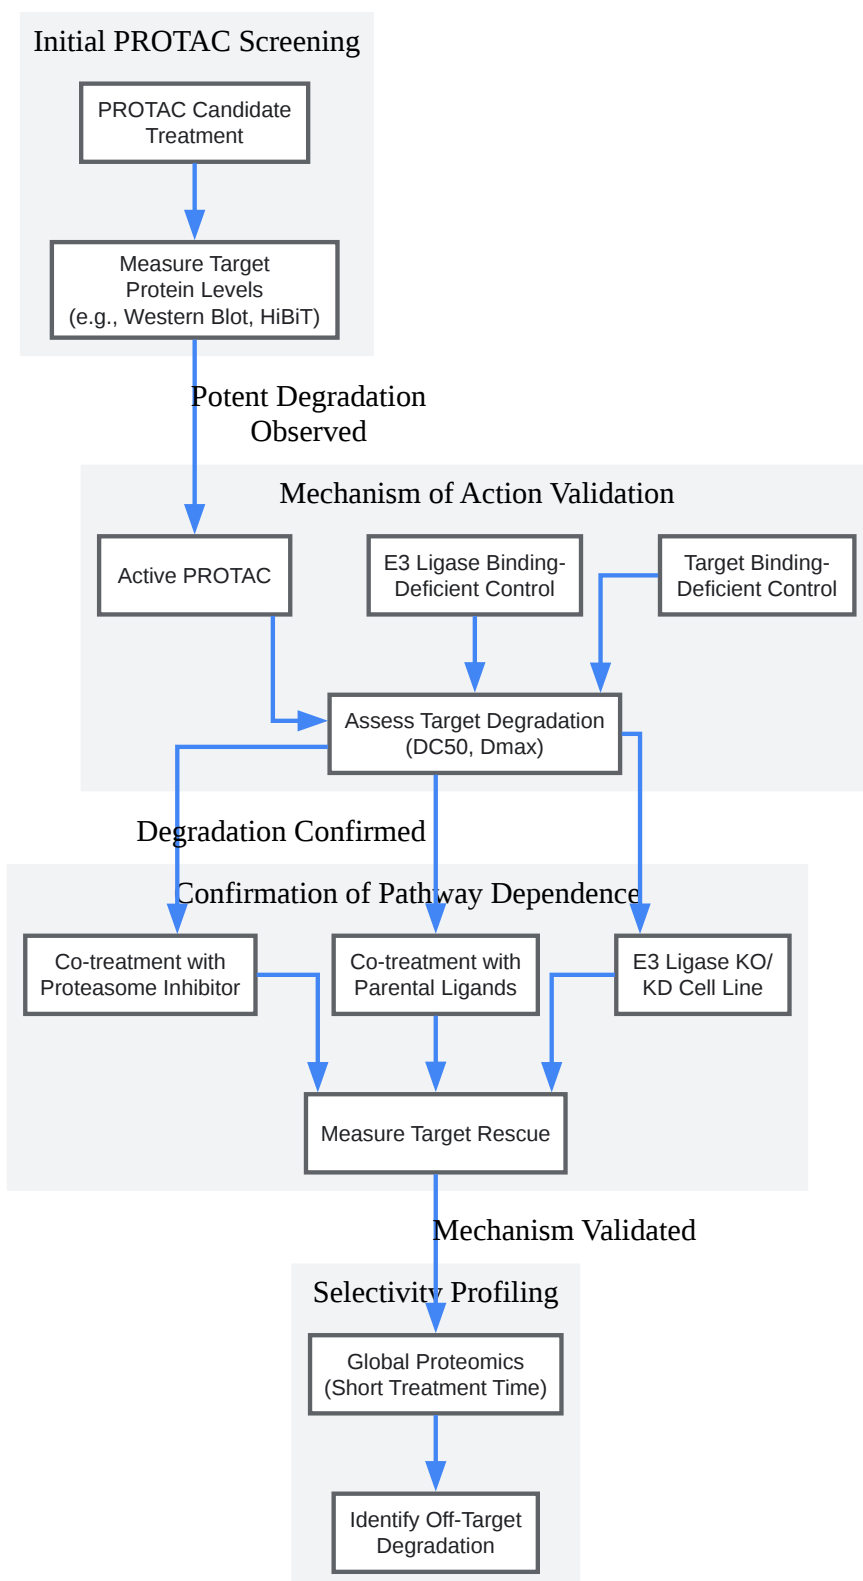 Initial PROTAC Screening
PROTAC Candidate
Treatment
Measure Target
Protein Levels
(e.g., Western Blot, HiBiT)
Potent Degradation
Observed
Mechanism of Action Validation
Active PROTAC
E3 Ligase Binding-
Deficient Control
Target Binding-
Deficient Control
Assess Target Degradation
(DC50, Dmax)
Degradation Confirmed
Confirmation of Pathway Dependence
Co-treatment with
Proteasome Inhibitor
Co-treatment with
Parental Ligands
E3 Ligase KO/
KD Cell Line
Measure Target Rescue
Mechanism Validated
Selectivity Profiling
Global Proteomics
(Short Treatment Time)
Identify Off-Target
Degradation